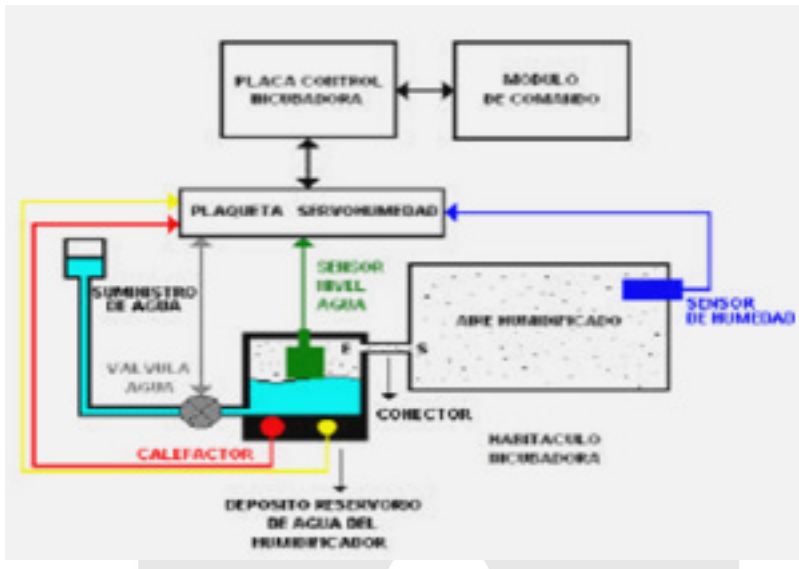 PLACA CONTROL
INCUBADORA
MODULO
DE COMANDO
PLAQUETA SERVOHUMEDAD
SENSOR
NIVEL
AGUA
SUMINISTRO
DE AGUA
AIRE HUMIDIFICADO
SENSOR
DE HUMEDAD
E
S
VALVULA
AGUA
CONECTOR
HABITACULO
INCUBADORA
CALEFACTOR
DEPOSITO RESERVORIO
DE AGUA DEL
HUMIDIFICADOR